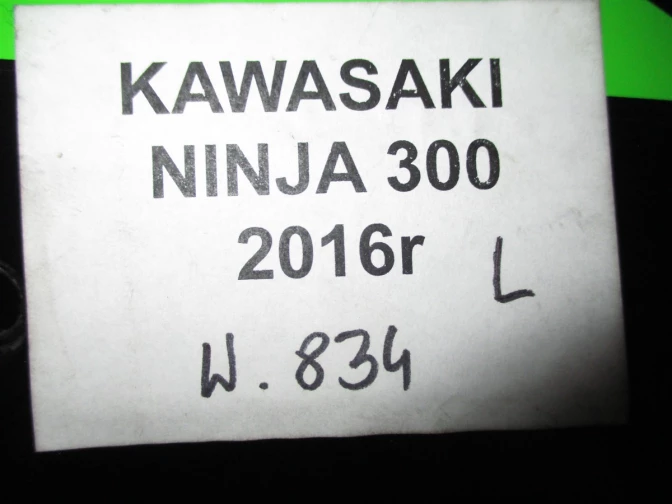 KAWASAKI
NINJA 300
2016r
L
W. 834